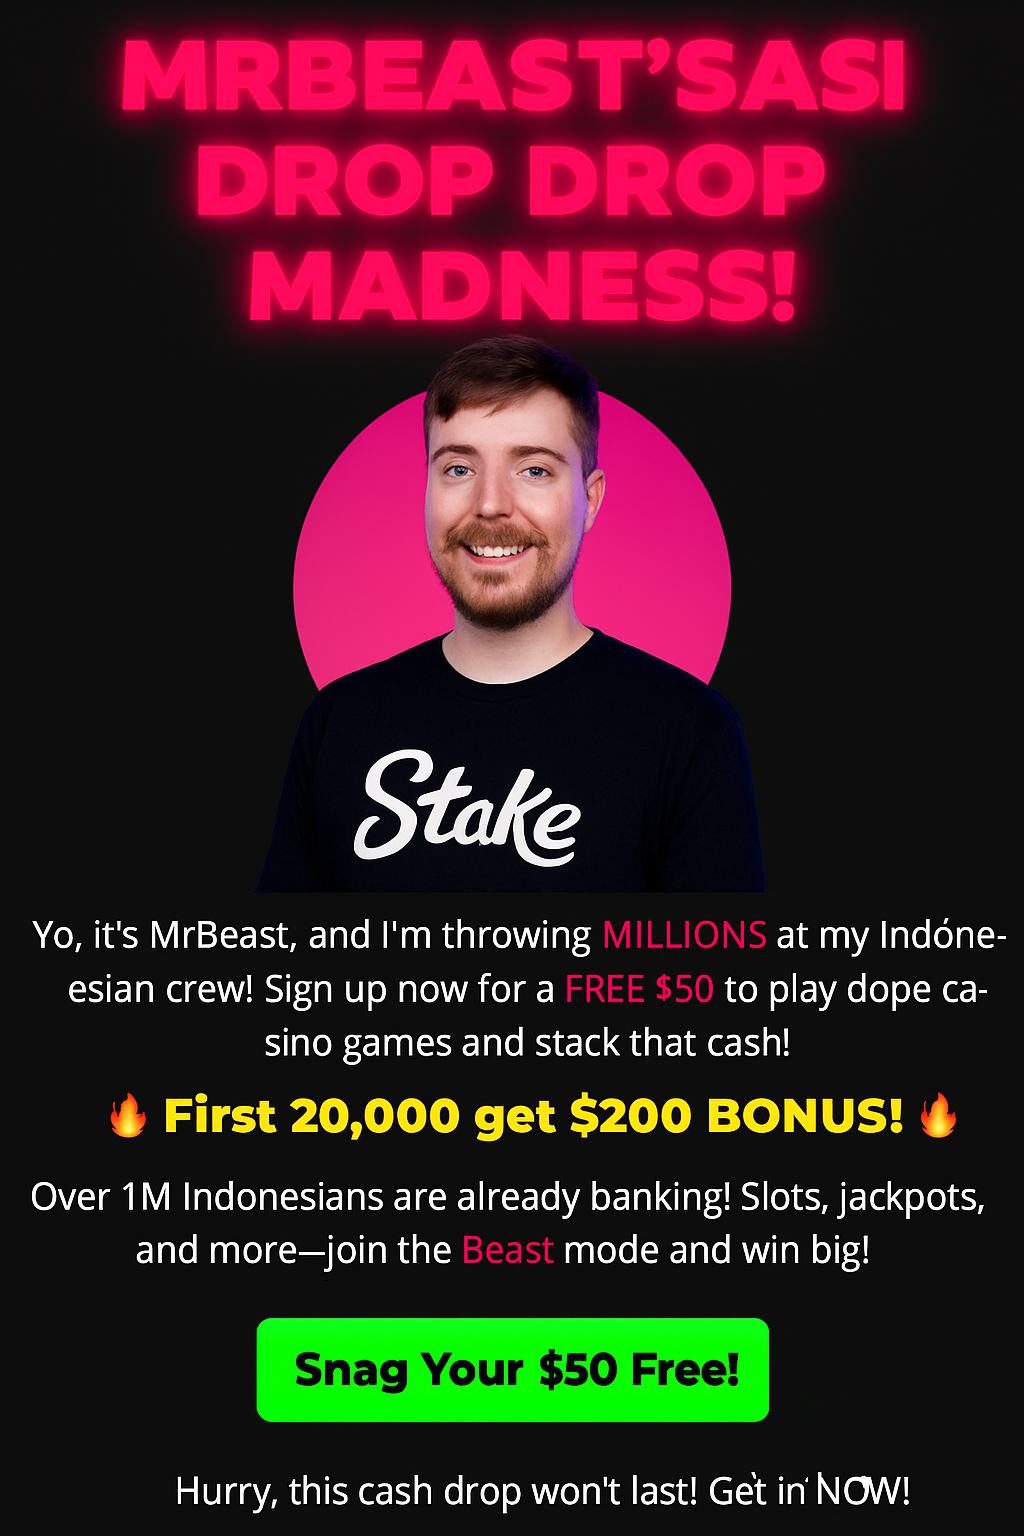 MRBEAST’SASI
DROP DROP
MADNESS!
Stake
Yo, it's MrBeast, and I'm throwing MILLIONS at my Indóne-
esian crew! Sign up now for a FREE $50 to play dope ca-
sino games and stack that cash!
🔥 First 20,000 get $200 BONUS! 🔥
Over 1M Indonesians are already banking! Slots, jackpots,
and more—join the Beast mode and win big!
Snag Your $50 Free!
Hurry, this cash drop won't last! Get in NOW!